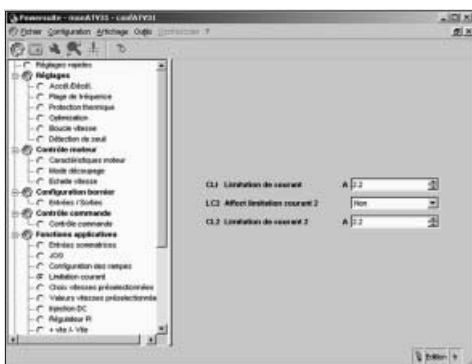 Powersuite - monATV31 - confATV31
Fichier Configuration Affichage Outils ?
Réglages rapides
Réglages
Accél./Décél.
Plage de fréquence
Protection thermique
Optimisation
Boucle vitesse
Détection de seuil
Contrôle moteur
Caractéristiques moteur
Mode découpage
Echelle vitesse
Configuration bornier
Entrées / Sorties
Contrôle commande
Contrôle commande
Fonctions applicatives
Entrées sommatrices
JOG
Configuration des rampes
Limitation courant
Choix vitesses présélectionnées
Valeurs vitesses présélectionnée
Injection DC
Régulateur PI
+ vite /- Vite
CLI Limitation de courant A 2.2
LC2 Affect limitation courant 2 Non
CL2 Limitation de courant 2 A 2.2
Edition